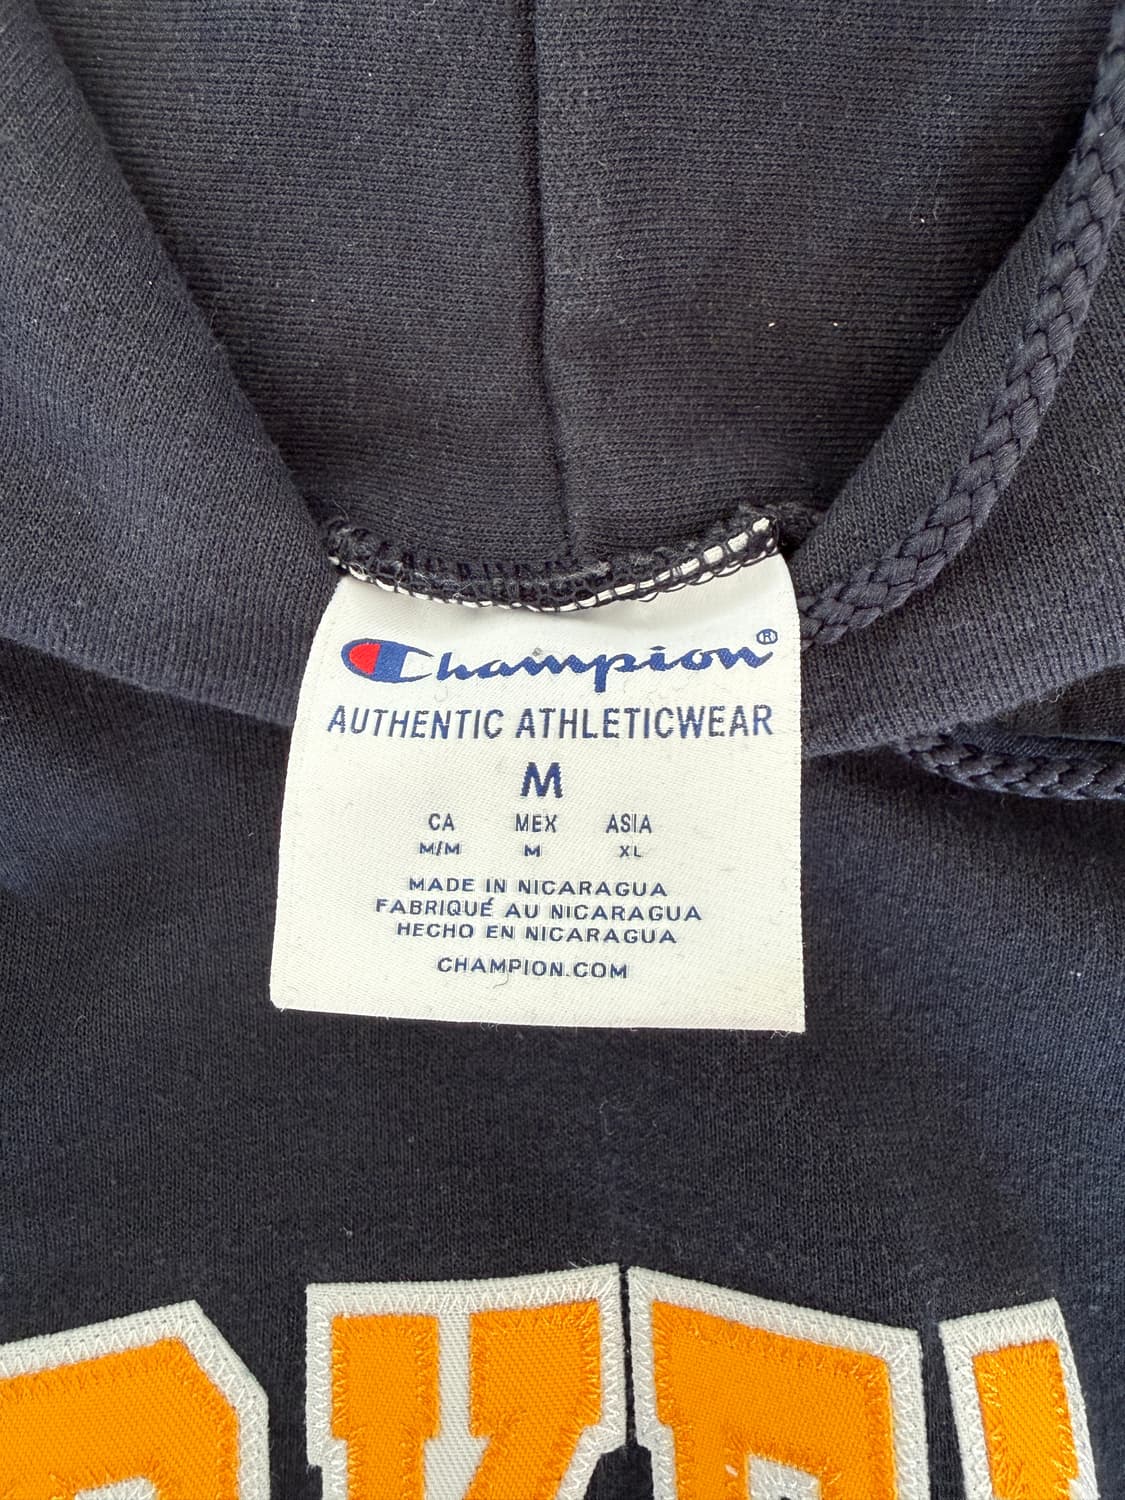 Champion®
AUTHENTIC ATHLETICWEAR
M
CA MEX ASIA
M/M M XL
MADE IN NICARAGUA
FABRIQUÉ AU NICARAGUA
HECHO EN NICARAGUA
CHAMPION.COM